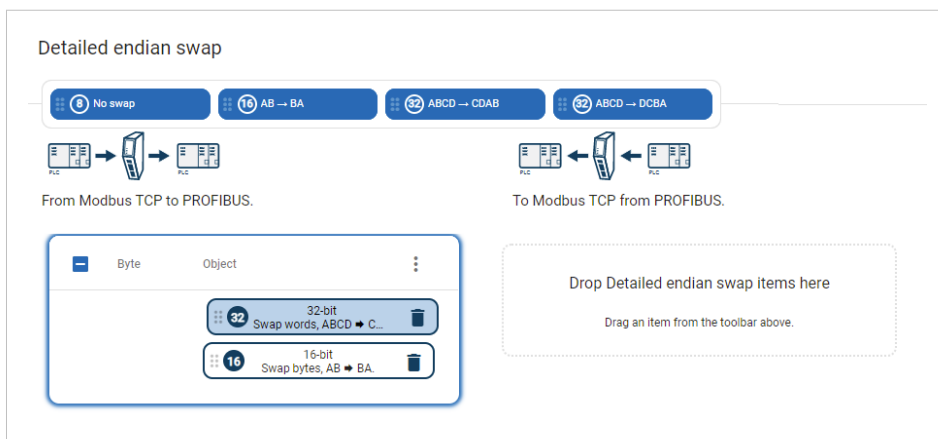 Detailed endian swap
8 No swap
16 AB → BA
32 ABCD → CDAB
32 ABCD → DCBA
PLC PLC
PLC PLC
From Modbus TCP to PROFIBUS.
To Modbus TCP from PROFIBUS.
Byte Object
32 32-bit
Swap words, ABCD ➡ C...
16 16-bit
Swap bytes, AB ➡ BA.
Drop Detailed endian swap items here
Drag an item from the toolbar above.